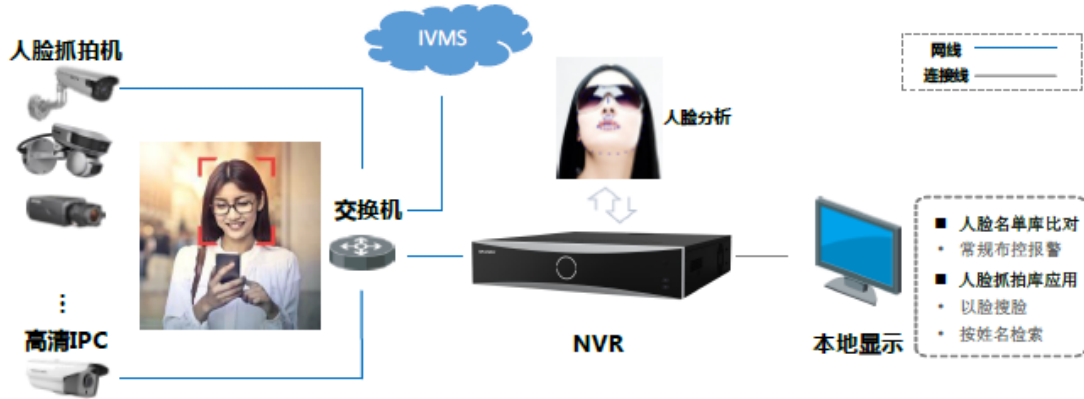 人脸抓拍机
IVMS
网线
连接线
人脸分析
交换机
■ 人脸名单库比对
• 常规布控报警
■ 人脸抓拍库应用
• 以脸搜脸
• 按姓名检索
⋮
高清IPC
NVR
本地显示